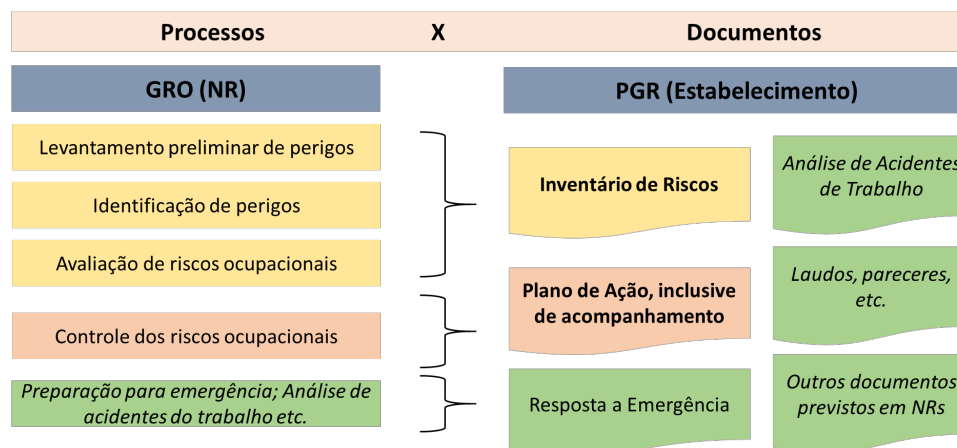 Processos X Documentos
GRO (NR)
PGR (Estabelecimento)
Levantamento preliminar de perigos
Identificação de perigos
Avaliação de riscos ocupacionais
Controle dos riscos ocupacionais
Preparação para emergência; Análise de
acidentes do trabalho etc.
Inventário de Riscos
Plano de Ação, inclusive
de acompanhamento
Resposta a Emergência
Análise de Acidentes
de Trabalho
Laudos, pareceres,
etc.
Outros documentos
previstos em NRs